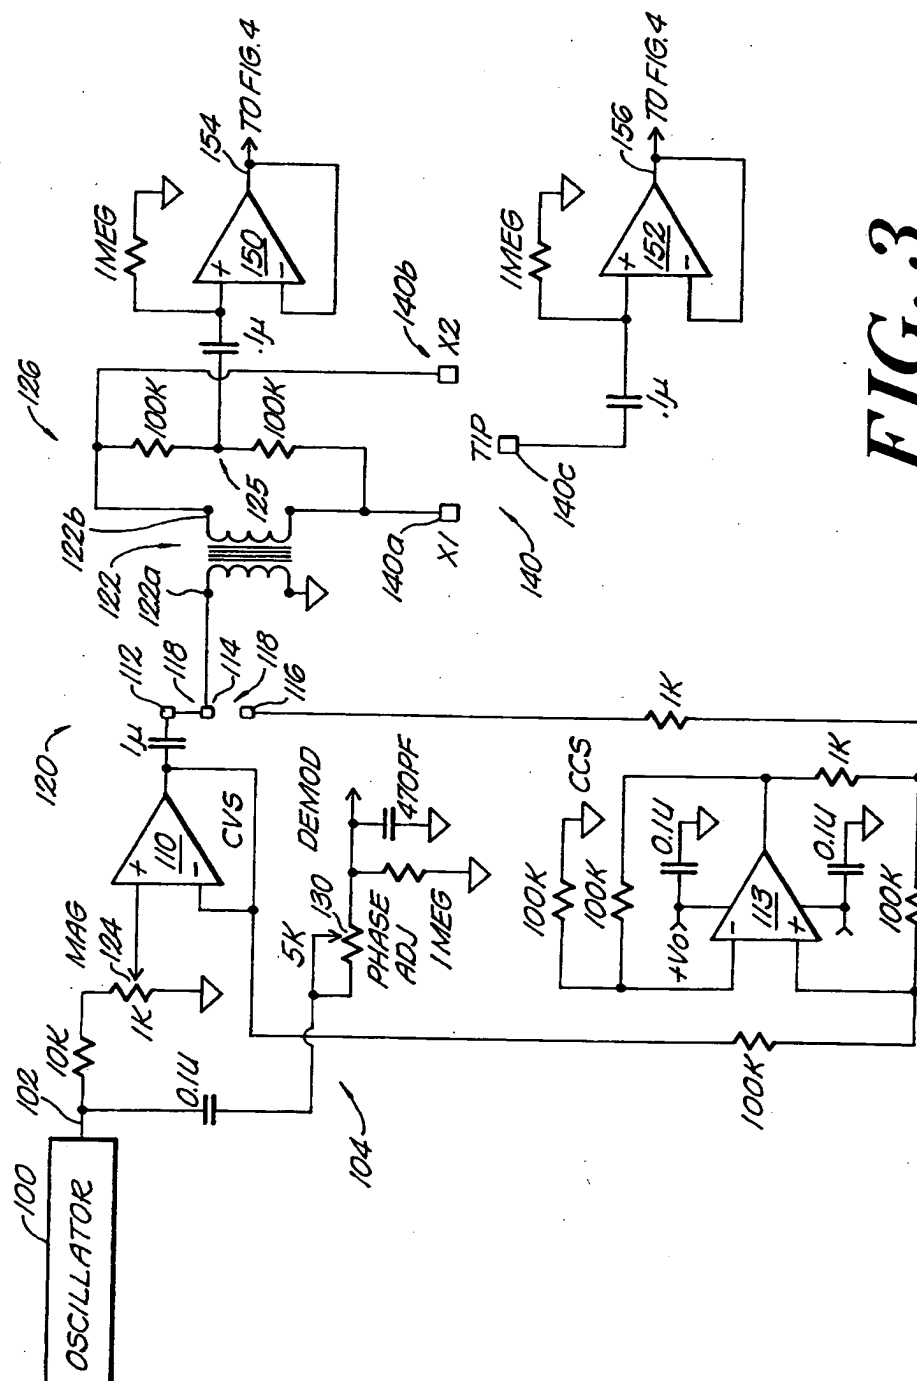 100
OSCILLATOR
102
10K
MAG
124
1K
0.1U
104
110
+
-
CVS
120
1μ
112
118
114
118
116
5K
130
PHASE
ADJ
1MEG
DEMOD
470PF
122
122a
122b
125
126
100K
100K
.1μ
1MEG
+
150
-
154
TO FIG.4
140a
X1
140b
X2
140
TIP
140c
.1μ
1MEG
+
152
-
156
TO FIG.4
100K
100K
100K
CCS
+Vo
0.1U
-
113
+
0.1U
1K
1K
100K
FIG. 3